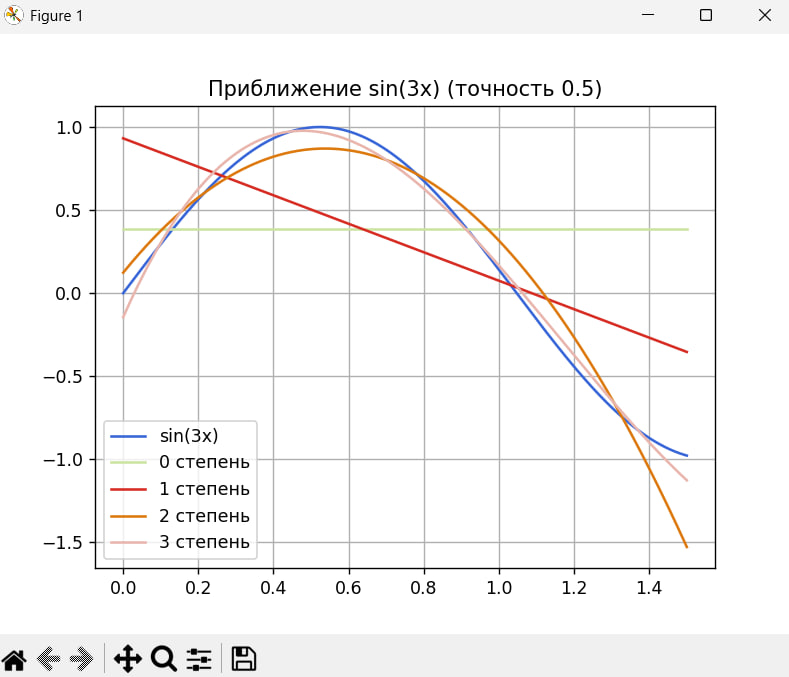 Figure 1
Приближение sin(3x) (точность 0.5)
1.0
0.5
0.0
−0.5
−1.0
−1.5
sin(3x)
0 степень
1 степень
2 степень
3 степень
0.0 0.2 0.4 0.6 0.8 1.0 1.2 1.4